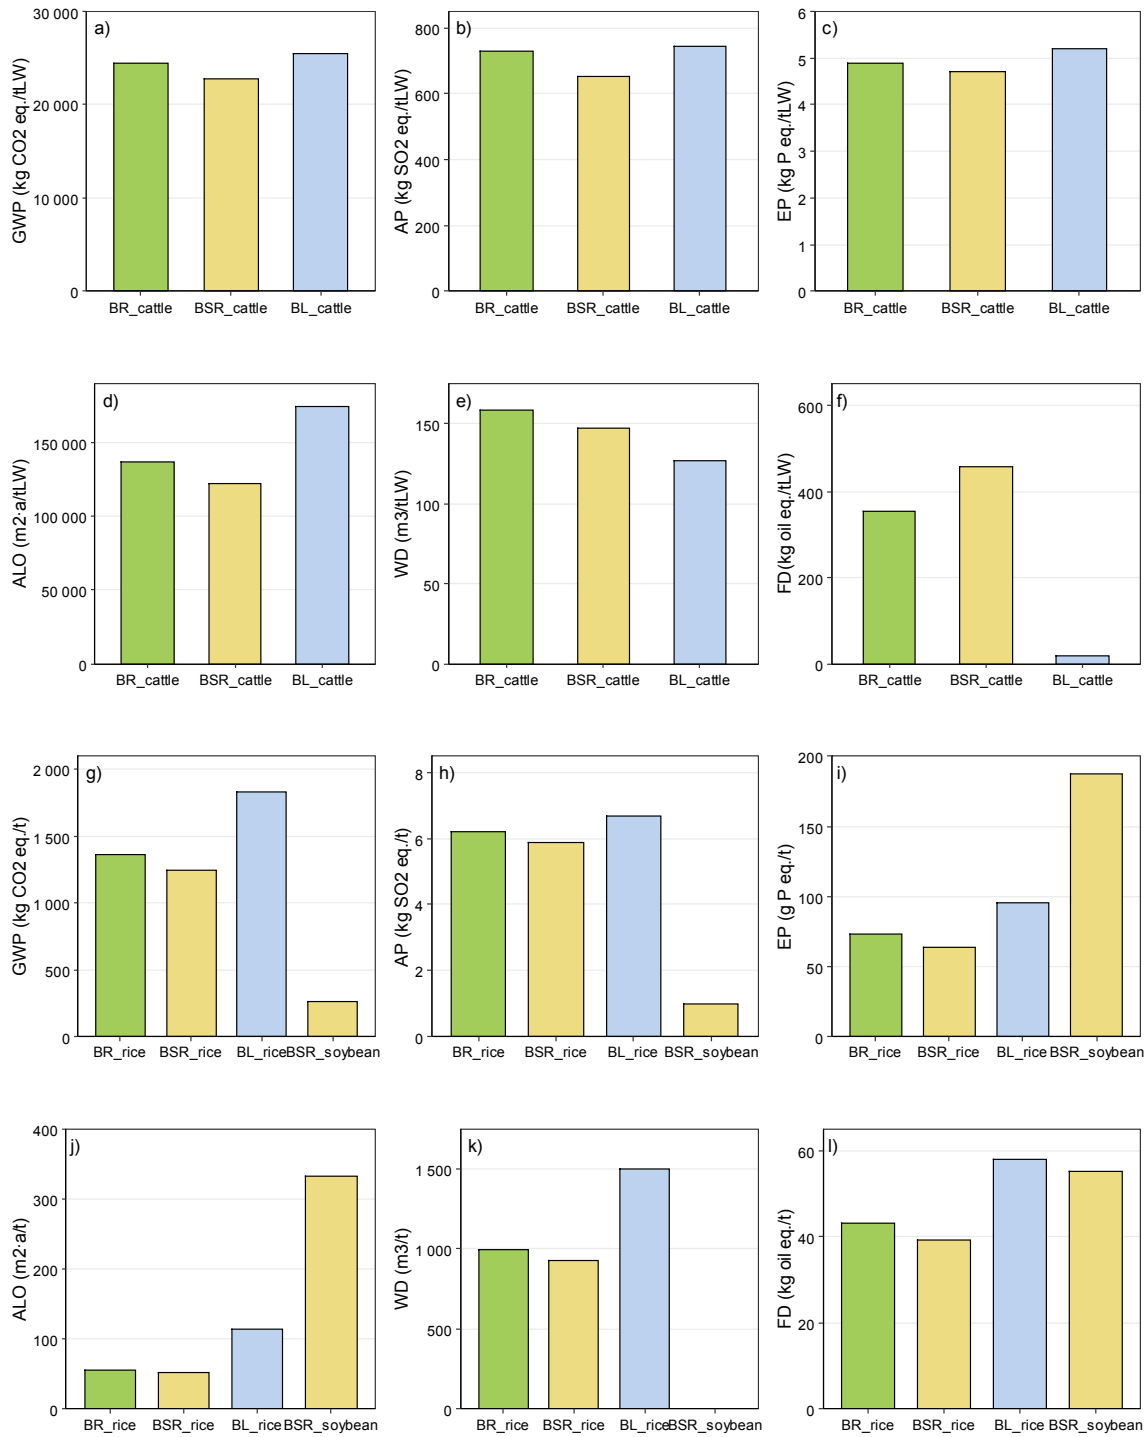 a)
GWP (kg CO2 eq./tLW)
30 000
20 000
10 000
0
BR_cattle BSR_cattle BL_cattle
b)
AP (kg SO2 eq./tLW)
800
600
400
200
0
BR_cattle BSR_cattle BL_cattle
c)
EP (kg P eq./tLW)
6
5
4
3
2
1
0
BR_cattle BSR_cattle BL_cattle
d)
ALO (m2·a/tLW)
150 000
100 000
50 000
0
BR_cattle BSR_cattle BL_cattle
e)
WD (m3/tLW)
150
100
50
0
BR_cattle BSR_cattle BL_cattle
f)
FD(kg oil eq./tLW)
600
400
200
0
BR_cattle BSR_cattle BL_cattle
g)
GWP (kg CO2 eq./t)
2 000
1 500
1 000
500
0
BR_rice BSR_rice BL_rice BSR_soybean
h)
AP (kg SO2 eq./t)
8
6
4
2
0
BR_rice BSR_rice BL_rice BSR_soybean
i)
EP (g P eq./t)
200
150
100
50
0
BR_rice BSR_rice BL_rice BSR_soybean
j)
ALO (m2·a/t)
400
300
200
100
0
BR_rice BSR_rice BL_rice BSR_soybean
k)
WD (m3/t)
1 500
1 000
500
0
BR_rice BSR_rice BL_rice BSR_soybean
l)
FD (kg oil eq./t)
60
40
20
0
BR_rice BSR_rice BL_rice BSR_soybean